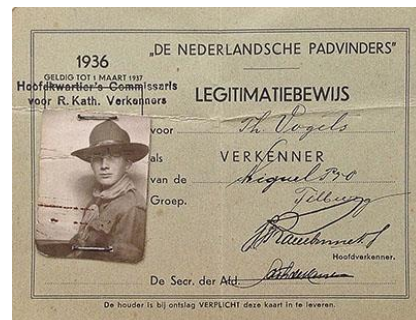 1936
GELDIG TOT 1 MAART 1937
Hoofdkwartier's Commissaris
voor R. Kath. Verkenners
„DE NEDERLANDSCHE PADVINDERS”
LEGITIMATIEBEWIJS
voor Th. Vogels
als VERKENNER
van de
Groep. Tilburg
Hoofdverkenner.
De Secr. der Afd.
De houder is bij ontslag VERPLICHT deze kaart in te leveren.